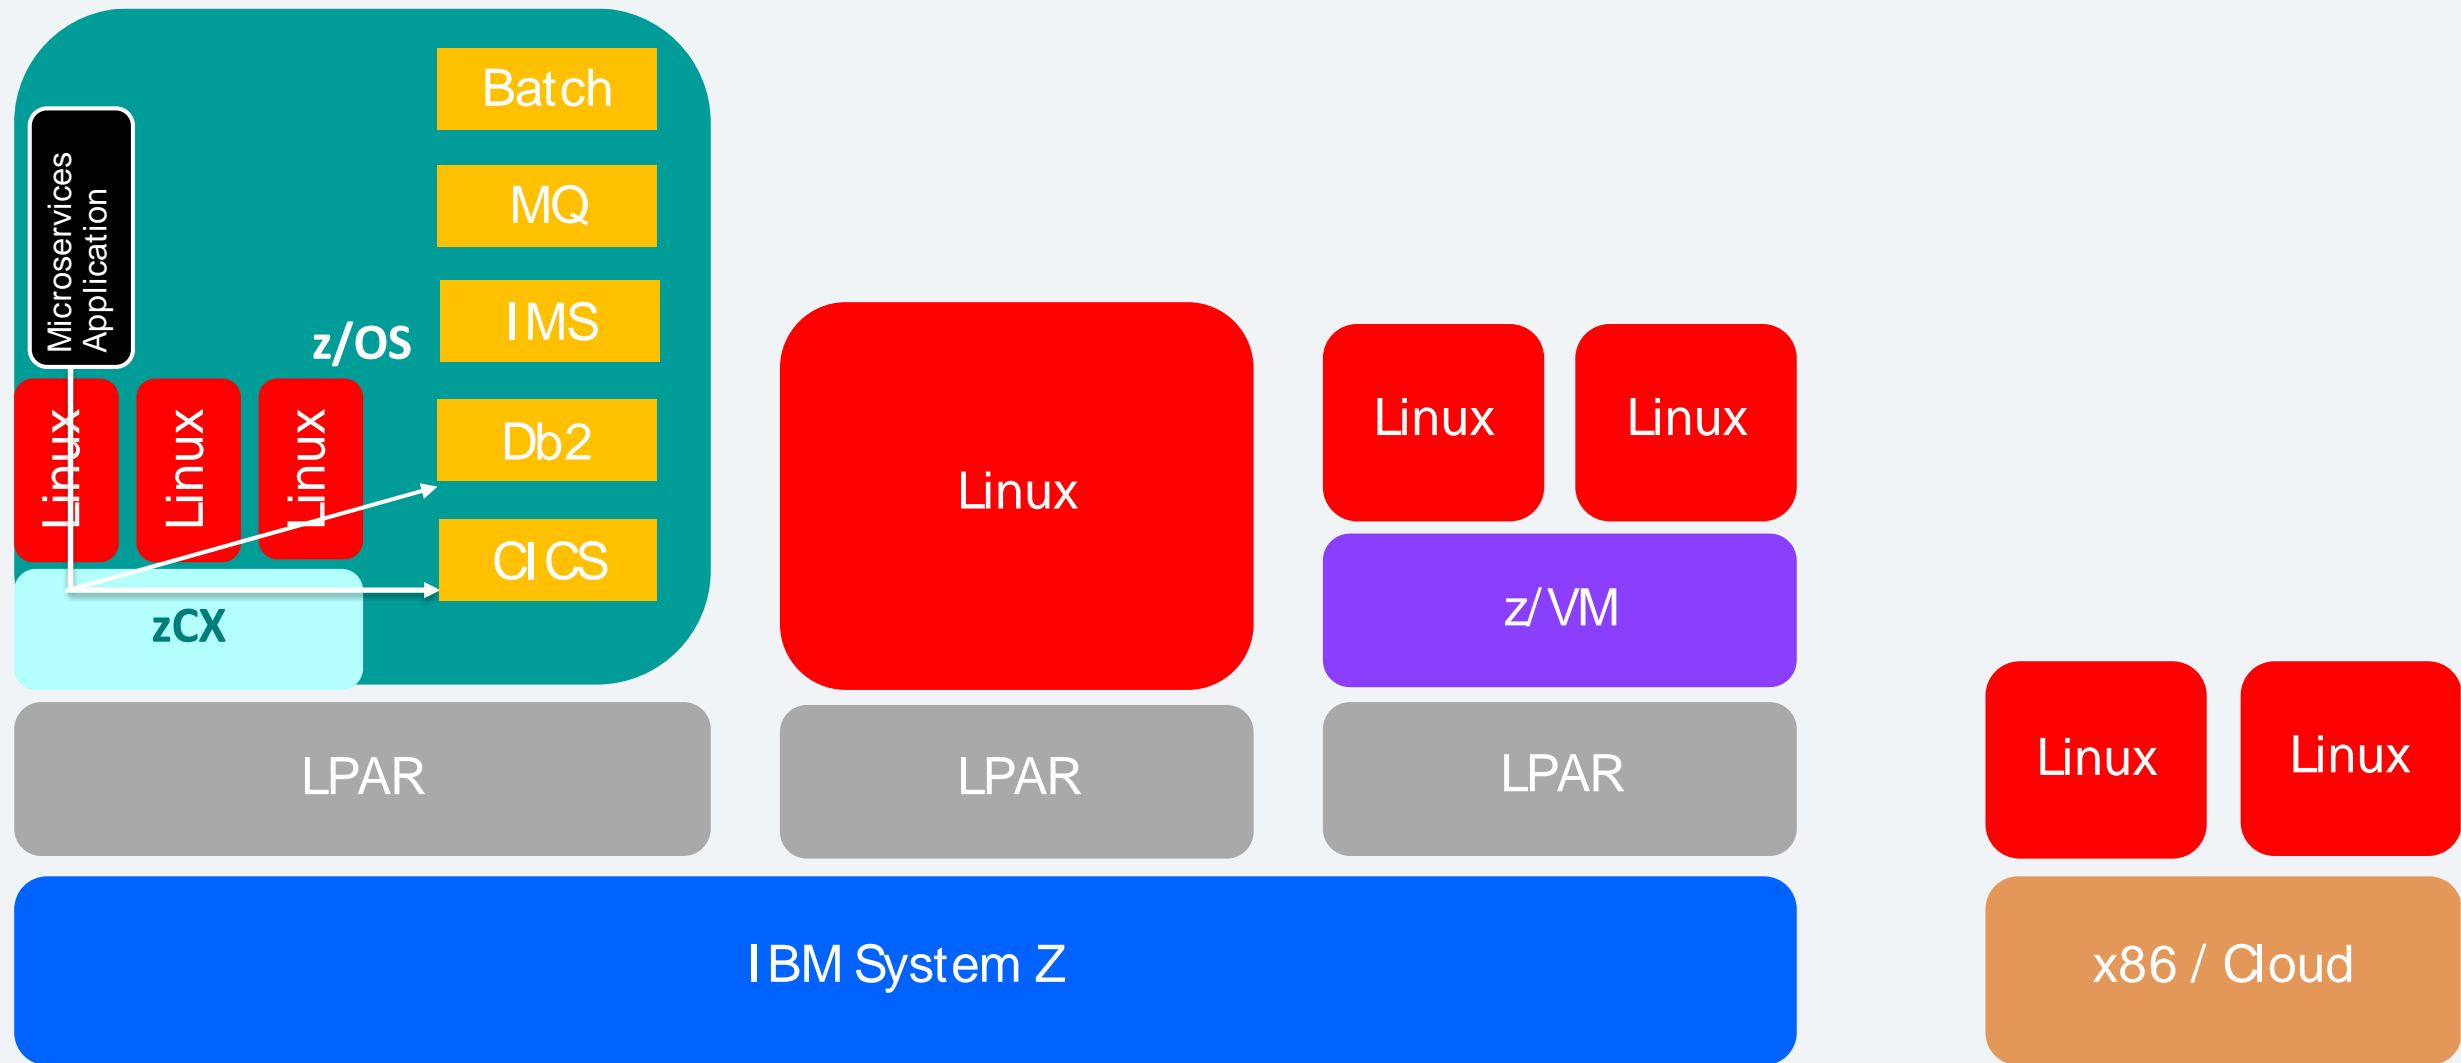 Batch
MQ
IMS
Db2
CICS
Microservices
Application
z/OS
Linux
Linux
Linux
zCX
LPAR
Linux
LPAR
Linux
Linux
z/VM
LPAR
IBM System Z
Linux
Linux
x86 / Cloud